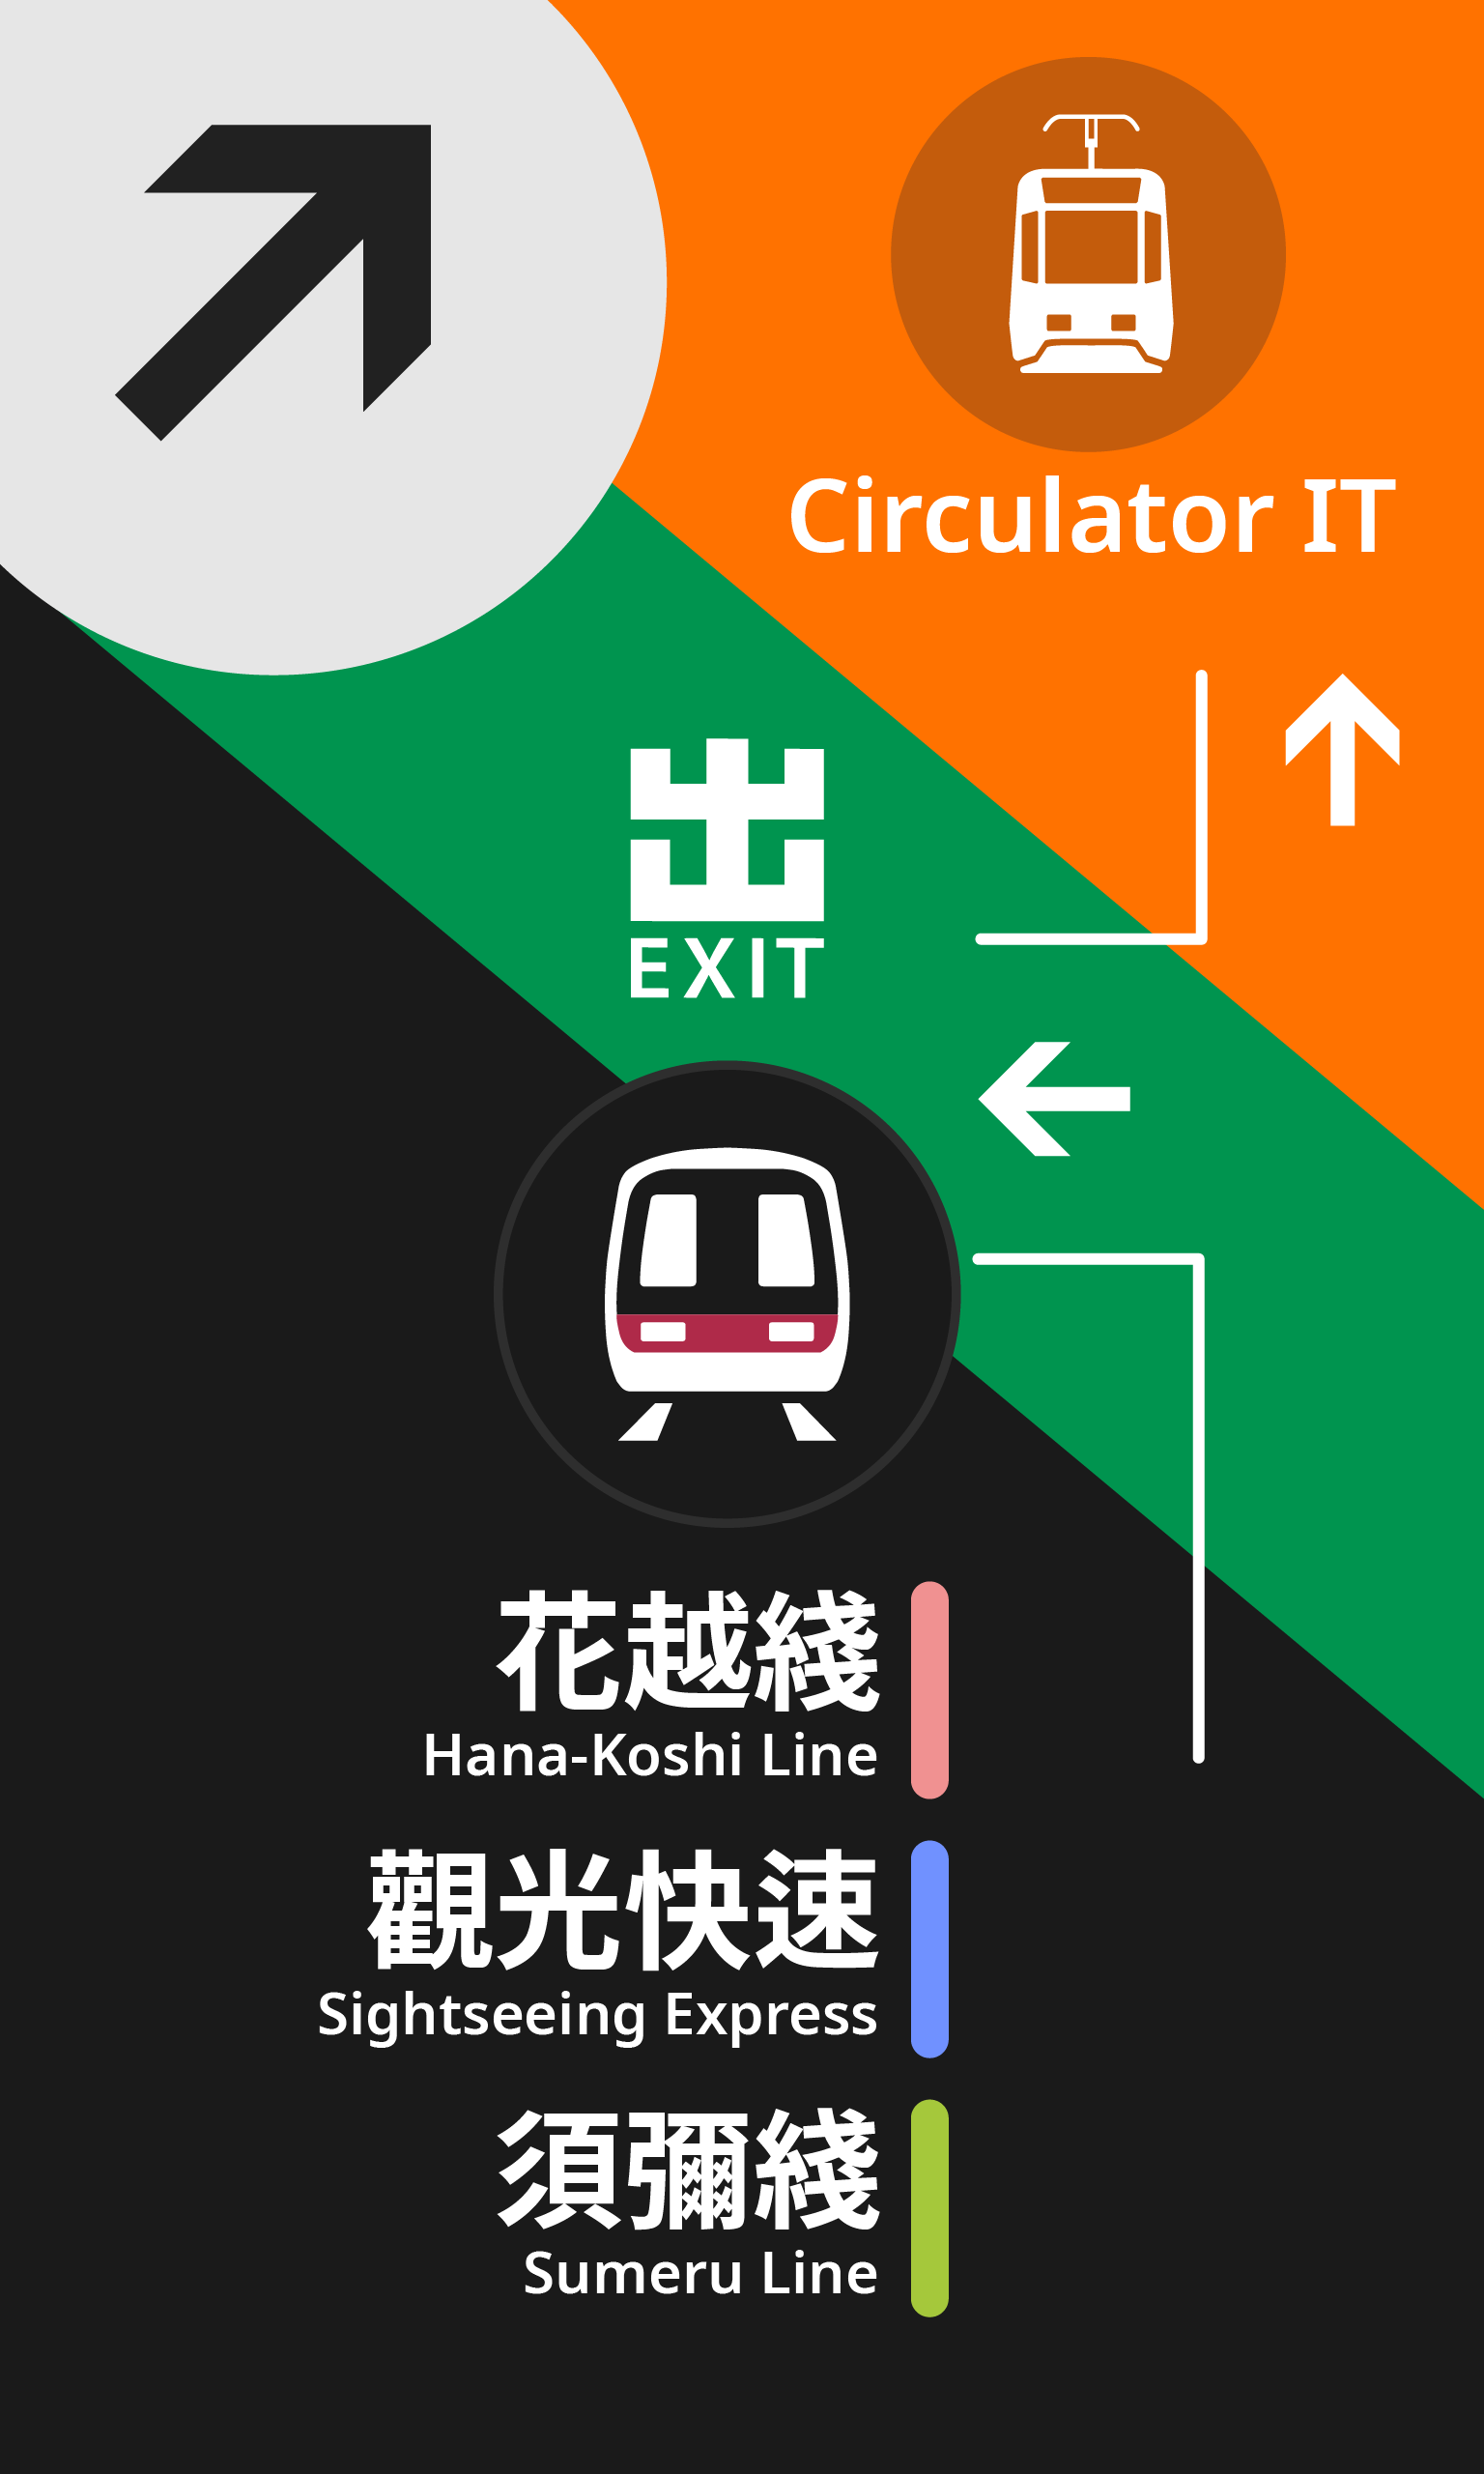 Circulator IT
出
EXIT
花越綫
Hana-Koshi Line
觀光快速
Sightseeing Express
須彌綫
Sumeru Line